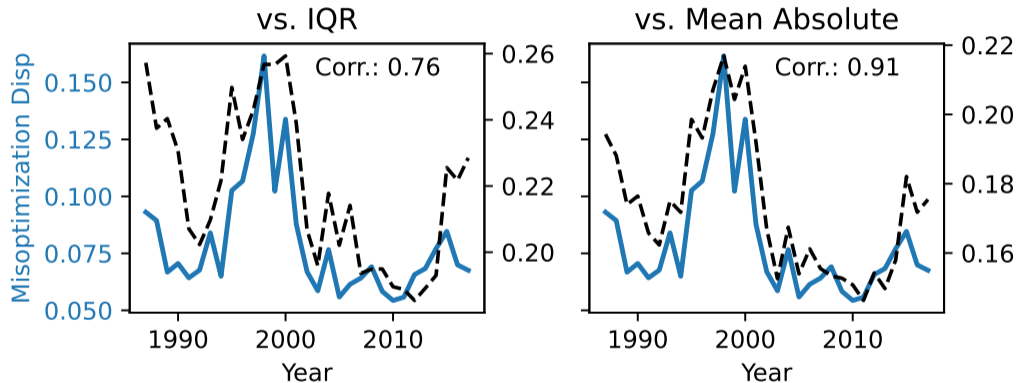 vs. IQR
Misoptimization Disp
0.150
0.125
0.100
0.075
0.050
Corr.: 0.76
0.26
0.24
0.22
0.20
1990
2000
2010
Year
vs. Mean Absolute
Corr.: 0.91
0.22
0.20
0.18
0.16
1990
2000
2010
Year